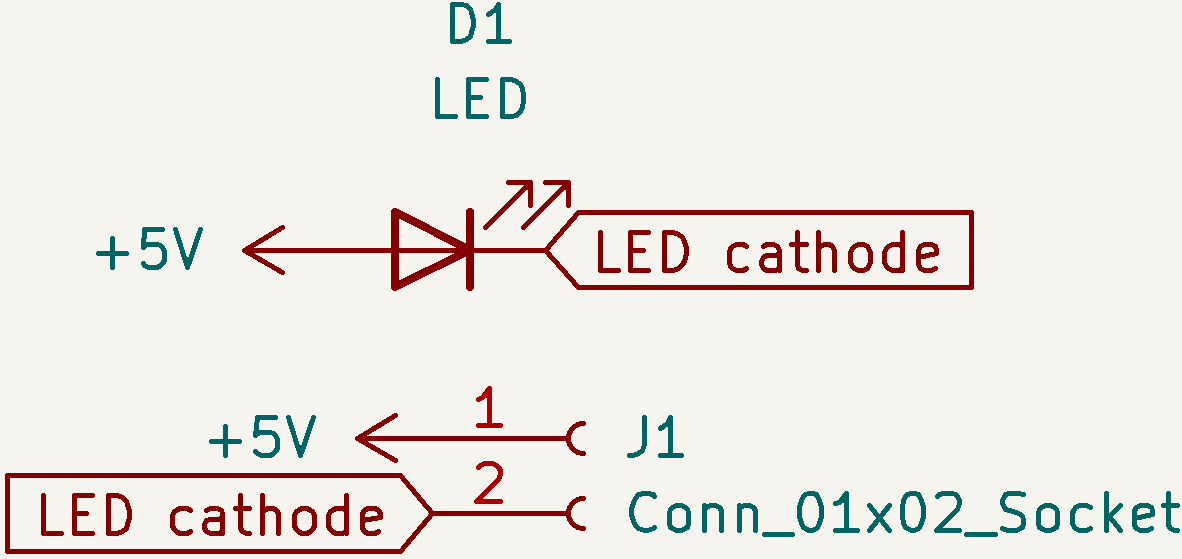 D1
LED
+5V
LED cathode
1
+5V
J1
2
LED cathode
Conn_01x02_Socket